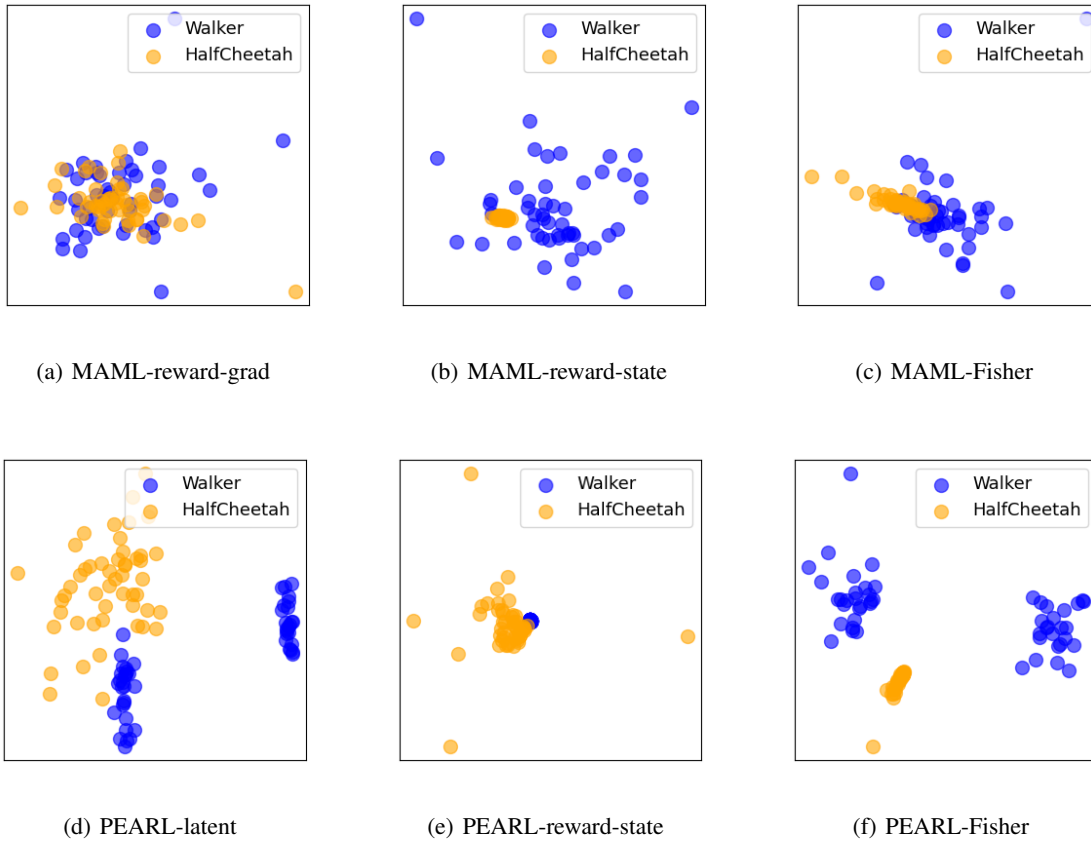 Walker
HalfCheetah
Walker
HalfCheetah
Walker
HalfCheetah
(a) MAML-reward-grad
(b) MAML-reward-state
(c) MAML-Fisher
Walker
HalfCheetah
Walker
HalfCheetah
Walker
HalfCheetah
(d) PEARL-latent
(e) PEARL-reward-state
(f) PEARL-Fisher